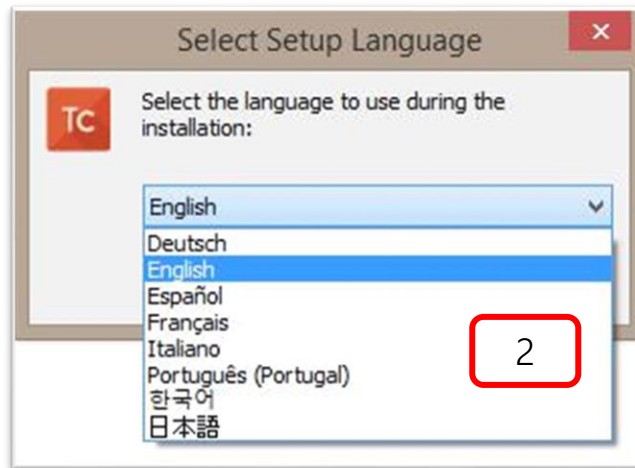 Select Setup Language
TC
Select the language to use during the
installation:
English
Deutsch
English
Español
Français
Italiano
Português (Portugal)
한국어
日本語
2